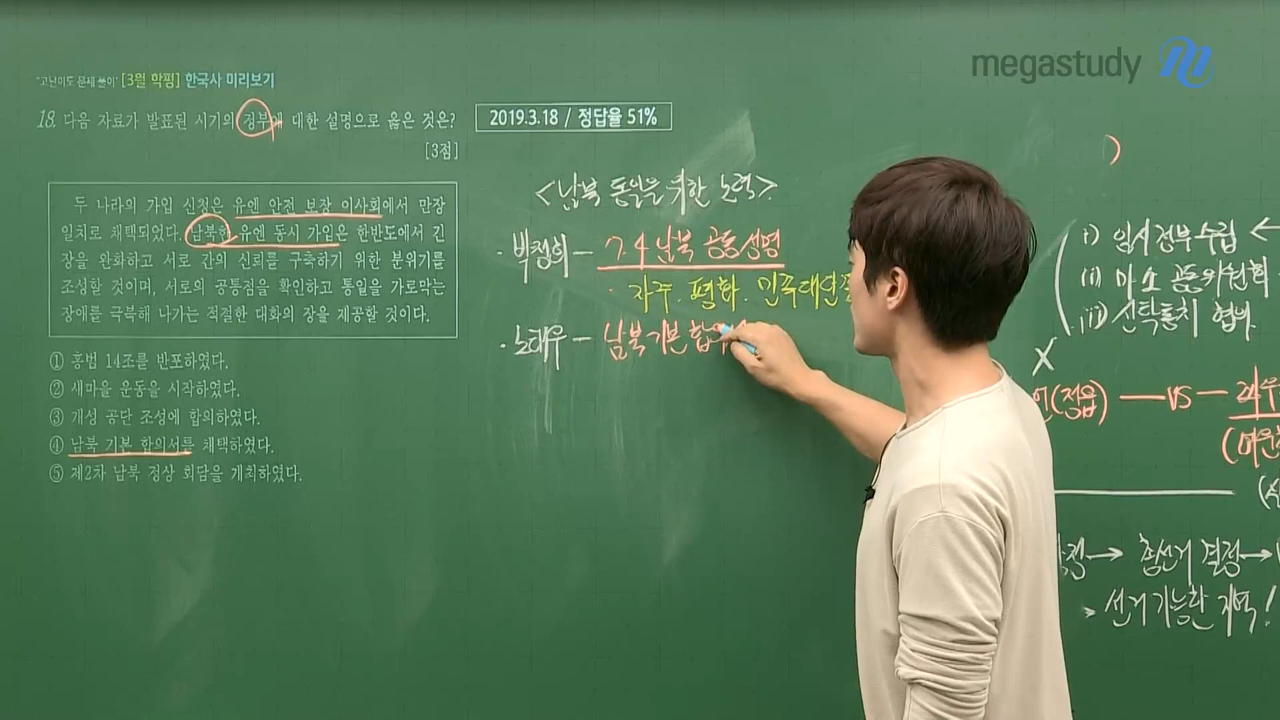 megastudy
"고난이도 문제 풀이" [3월 학평] 한국사 미리보기
18. 다음 자료가 발표된 시기의 정부에 대한 설명으로 옳은 것은?
[3점]
2019.3.18 / 정답율 51%
두 나라의 가입 신청은 유엔 안전 보장 이사회에서 만장
일치로 채택되었다. 남북한 유엔 동시 가입은 한반도에서 긴
장을 완화하고 서로 간의 신뢰를 구축하기 위한 분위기를
조성할 것이며, 서로의 공통점을 확인하고 통일을 가로막는
장애를 극복해 나가는 적절한 대화의 장을 제공할 것이다.
① 홍범 14조를 반포하였다.
② 새마을 운동을 시작하였다.
③ 개성 공단 조성에 합의하였다.
④ 남북 기본 합의서를 채택하였다.
⑤ 제2차 남북 정상 회담을 개최하였다.
<남북 통일을 위한 노력>
· 박정희 - 7.4 남북 공동성명
· 자주. 평화. 민족대단
· 노태우 - 남북기본합
i) 임시정부수립 ←
ii) 미소 공동위원회
iii) 신탁통치 협의
X
(정읍) — VS —
→ 총선거 결정 →
선거가능한 지역!